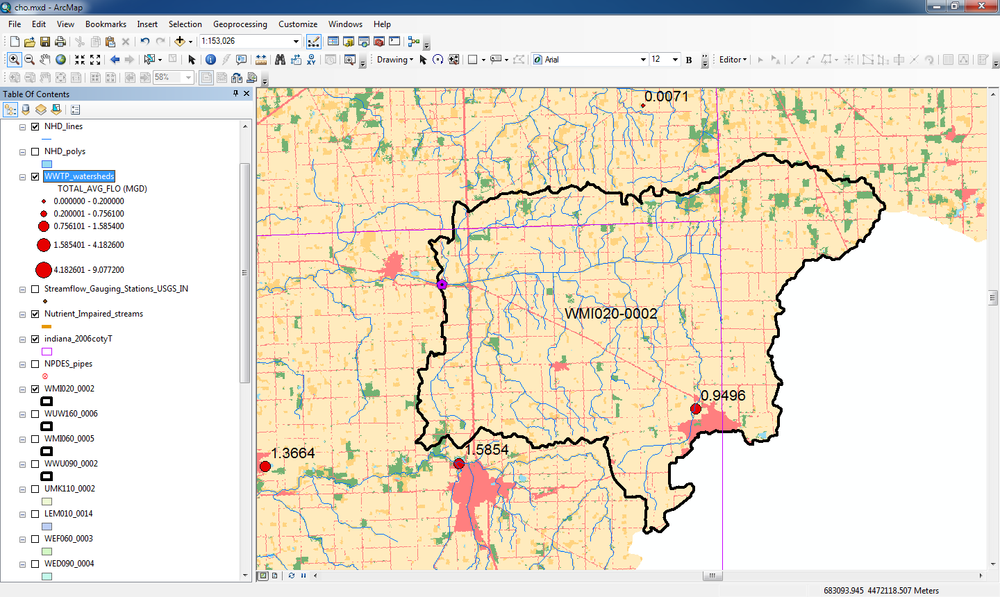 cho.mxd - ArcMap
File Edit View Bookmarks Insert Selection Geoprocessing Customize Windows Help
1:153,026
Drawing Arial 12 B Editor
58%
Table Of Contents
NHD_lines
NHD_polys
WWTP_watersheds
TOTAL_AVG_FLO (MGD)
0.000000 - 0.200000
0.200001 - 0.756100
0.756101 - 1.585400
1.585401 - 4.182600
4.182601 - 9.077200
Streamflow_Gauging_Stations_USGS_IN
Nutrient_Impaired_streams
indiana_2006cotyT
NPDES_pipes
WMI020_0002
WUW160_0006
WMI060_0005
WWU090_0002
UMK110_0002
LEM010_0014
WEF060_0003
WED090_0004
0.0071
WMI020-0002
0.9496
1.3664
1.5854
683093.945 4472118.507 Meters